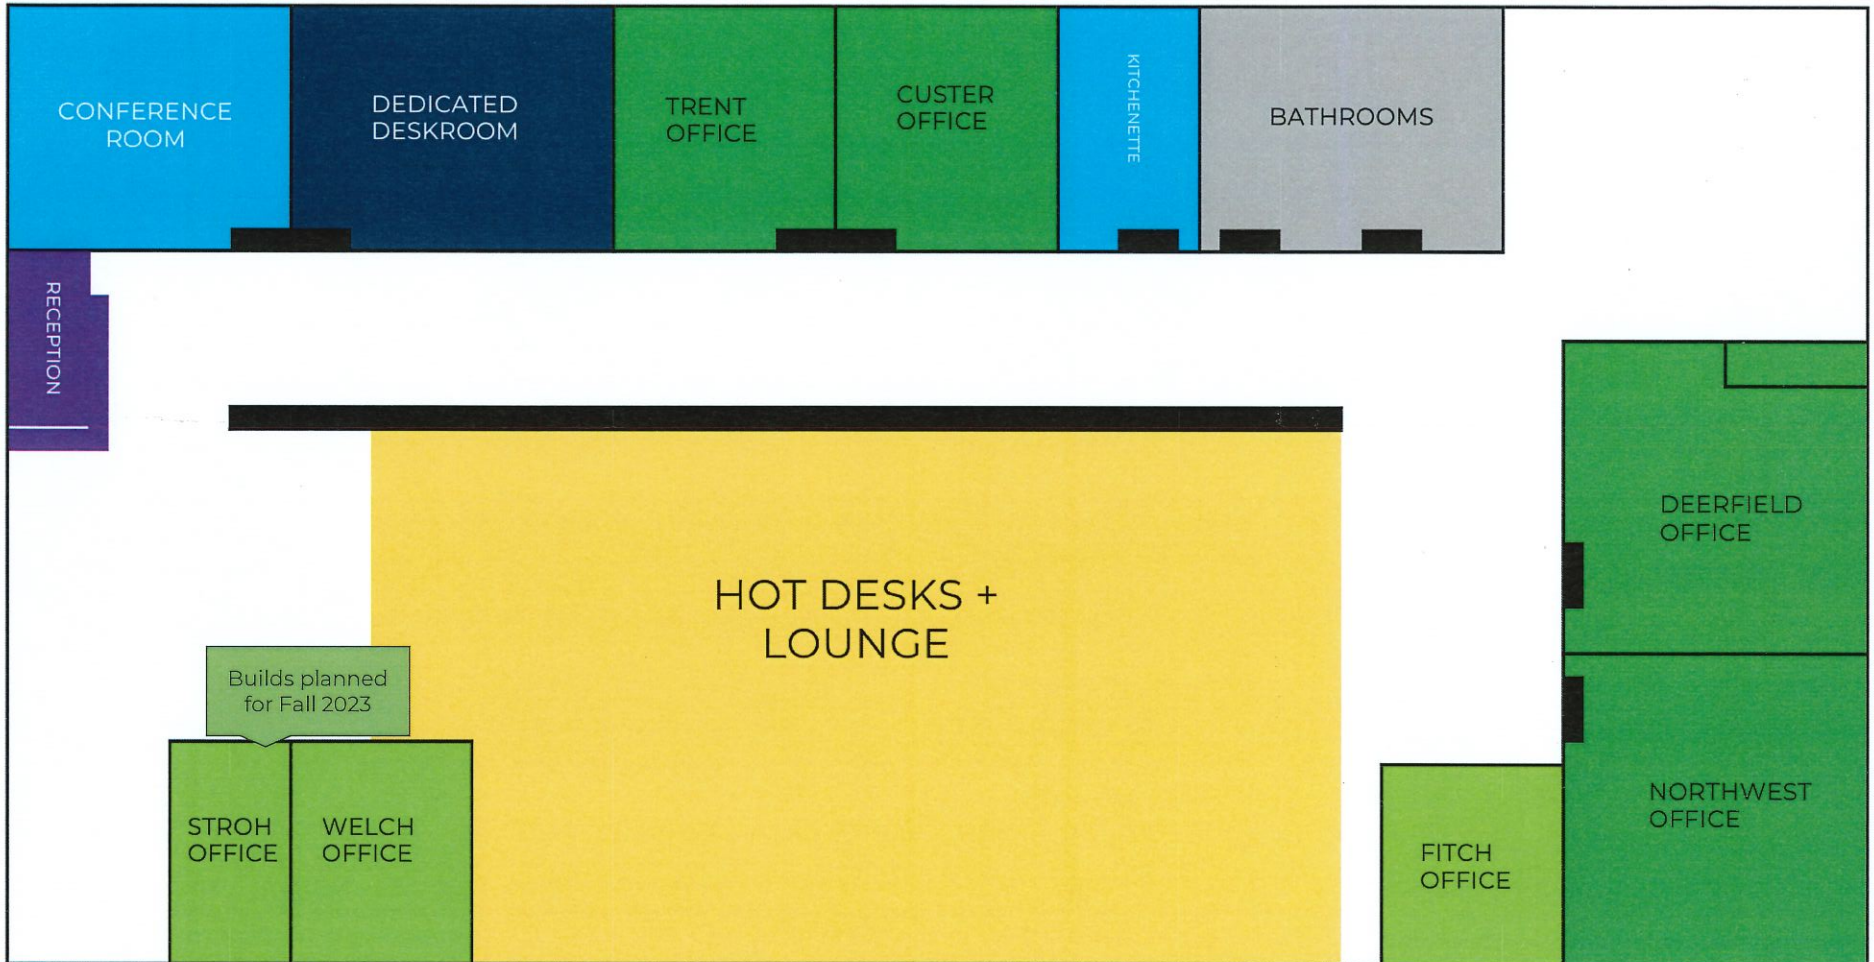 CONFERENCE
ROOM
DEDICATED
DESKROOM
TRENT
OFFICE
CUSTER
OFFICE
KITCHENETTE
BATHROOMS
RECEPTION
HOT DESKS +
LOUNGE
DEERFIELD
OFFICE
Builds planned
for Fall 2023
STROH
OFFICE
WELCH
OFFICE
FITCH
OFFICE
NORTHWEST
OFFICE